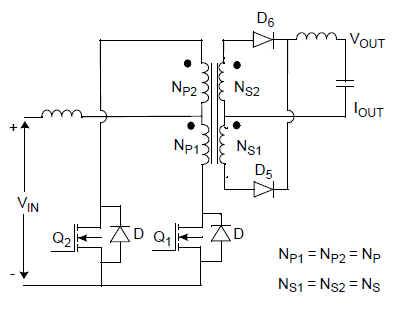 D6
VOUT
NP2
NS2
IOUT
+
NP1
NS1
D5
VIN
Q2
D
Q1
D
-
NP1 = NP2 = NP
NS1 = NS2 = NS